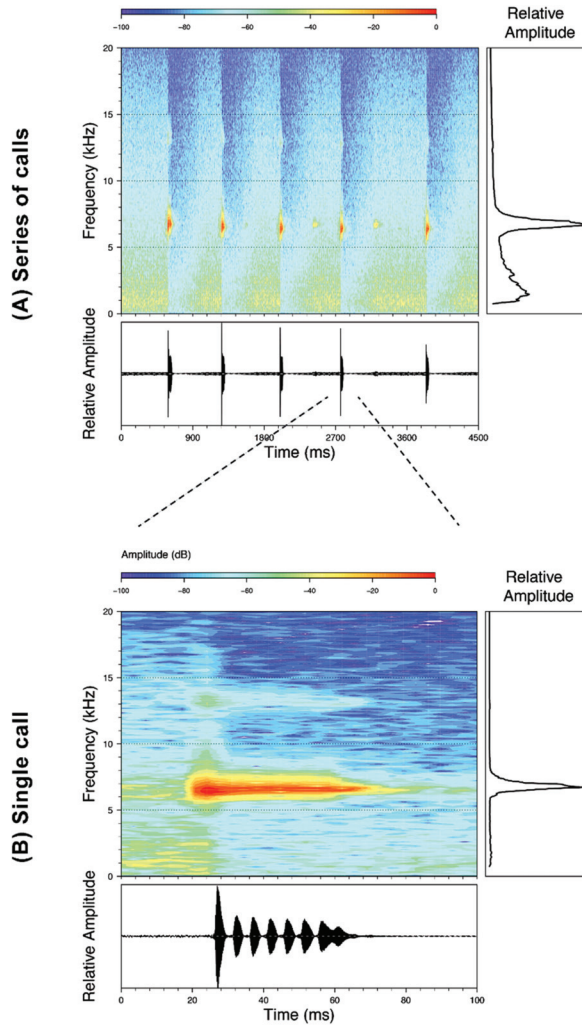 Relative
Amplitude
−100 −80 −60 −40 −20 0
(A) Series of calls
Frequency (kHz)
20
15
10
5
0
Relative Amplitude
0 900 1800 2700 3600 4500
Time (ms)
Amplitude (dB)
Relative
Amplitude
−100 −80 −60 −40 −20 0
(B) Single call
Frequency (kHz)
20
15
10
5
0
Relative Amplitude
0 20 40 60 80 100
Time (ms)